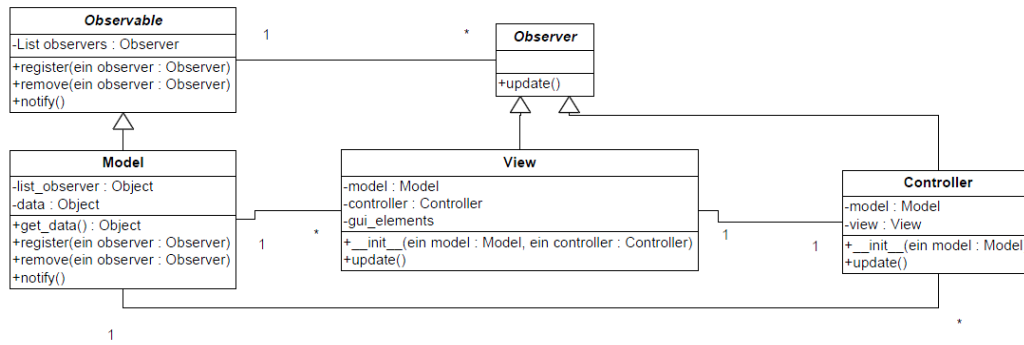 Observable
-List observers : Observer
+register(ein observer : Observer)
+remove(ein observer : Observer)
+notify()
1
*
Observer
+update()
Model
-list_observer : Object
-data : Object
+get_data() : Object
+register(ein observer : Observer)
+remove(ein observer : Observer)
+notify()
1
*
View
-model : Model
-controller : Controller
-gui_elements
+__init__(ein model : Model, ein controller : Controller)
+update()
1
1
Controller
-model : Model
-view : View
+__init__(ein model : Model
+update()
1
*